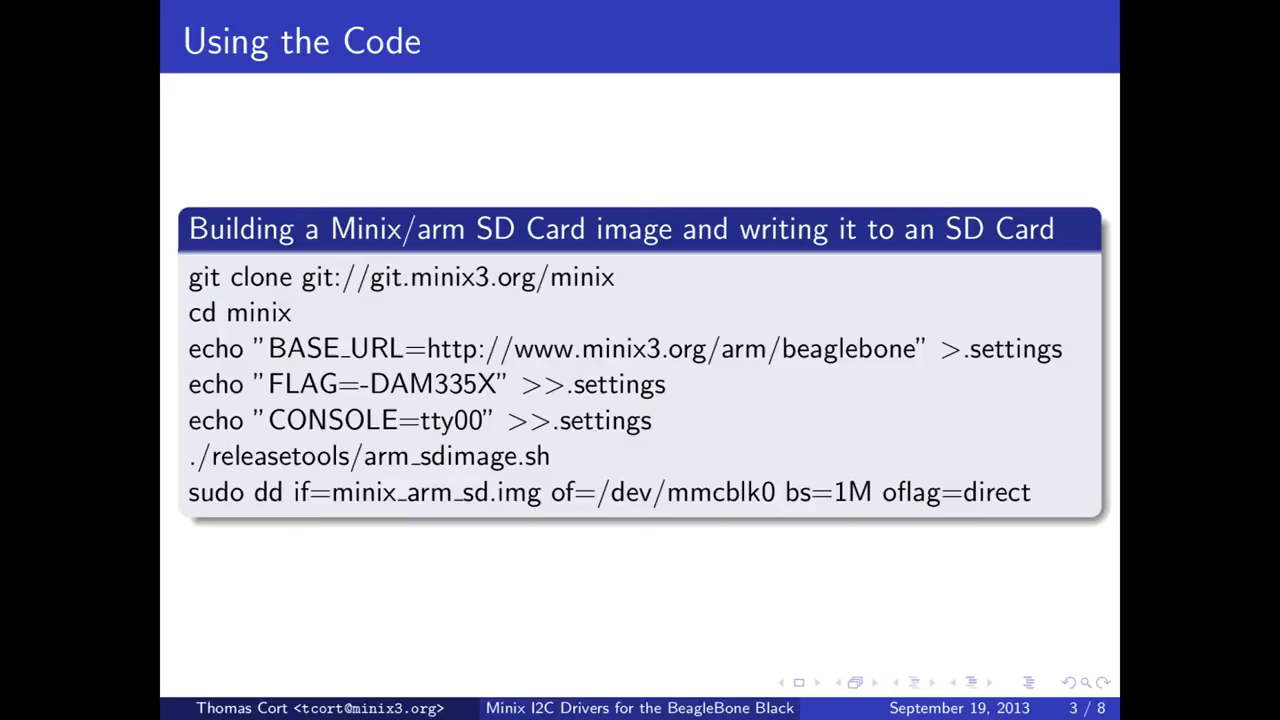 Using the Code
Building a Minix/arm SD Card image and writing it to an SD Card
git clone git://git.minix3.org/minix
cd minix
echo "BASE_URL=http://www.minix3.org/arm/beaglebone" >.settings
echo "FLAG=-DAM335X" >>.settings
echo "CONSOLE=tty00" >>.settings
./releasetools/arm_sdimage.sh
sudo dd if=minix_arm_sd.img of=/dev/mmcblk0 bs=1M oflag=direct
Thomas Cort <tcort@minix3.org> Minix I2C Drivers for the BeagleBone Black September 19, 2013 3 / 8